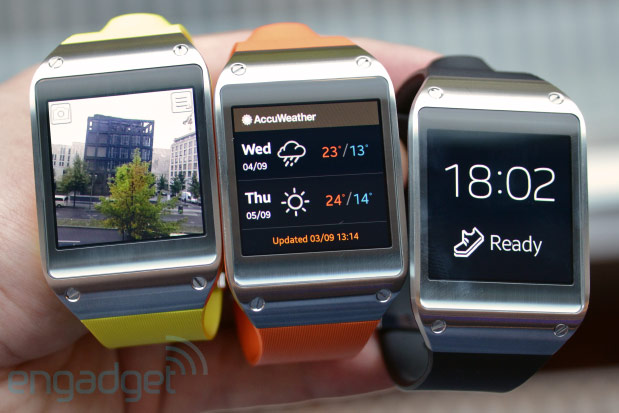 AccuWeather
Wed
04/09
23°/13°
Thu
05/09
24°/14°
Updated 03/09 13:14
18:02
Ready
engadget